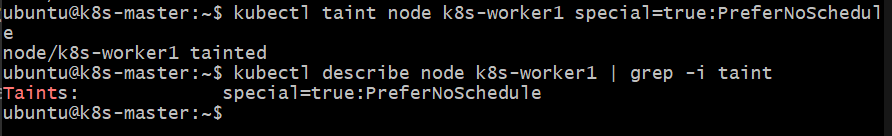 ubuntu@k8s-master:~$ kubectl taint node k8s-worker1 special=true:PreferNoSchedul
e
node/k8s-worker1 tainted
ubuntu@k8s-master:~$ kubectl describe node k8s-worker1 | grep -i taint
Taints:             special=true:PreferNoSchedule
ubuntu@k8s-master:~$